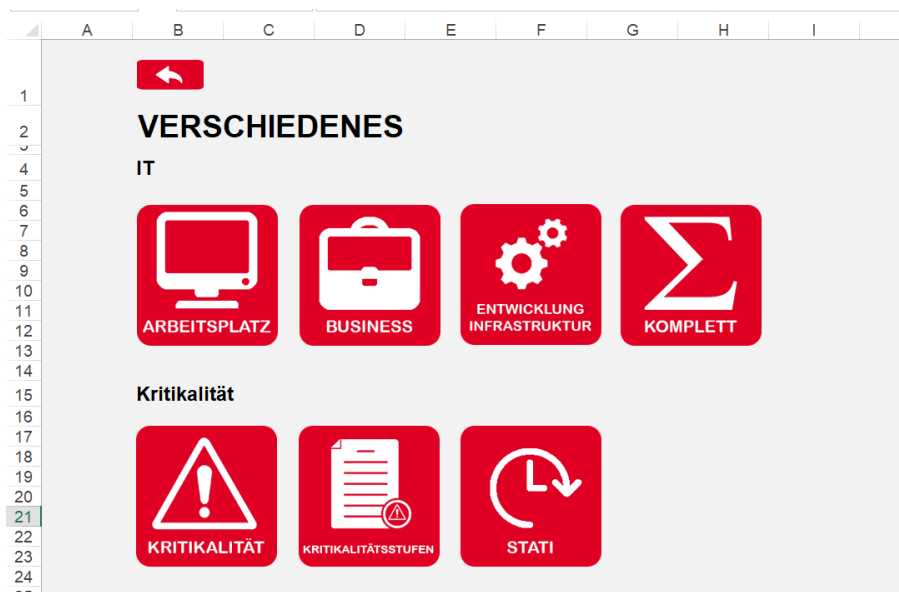 A B C D E F G H I
1
VERSCHIEDENES
2
3
IT
4
5
6
7
8
9
10
11
12
ARBEITSPLATZ
BUSINESS
ENTWICKLUNG
INFRASTRUKTUR
KOMPLETT
Σ
13
14
Kritikalität
15
16
17
18
19
20
21
22
23
KRITIKALITÄT
KRITIKALITÄTSSTUFEN
STATI
24